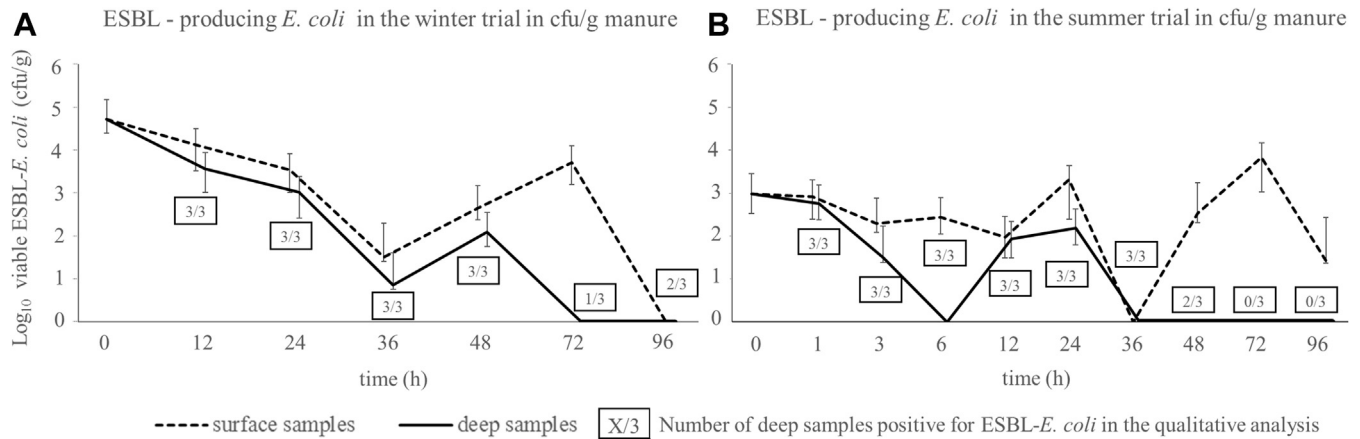 A
ESBL - producing E. coli in the winter trial in cfu/g manure
Log10 viable ESBL-E. coli (cfu/g)
6
5
4
3
2
1
0
3/3
3/3
3/3
3/3
1/3
2/3
0 12 24 36 48 72 96
time (h)
B
ESBL - producing E. coli in the summer trial in cfu/g manure
6
5
4
3
2
1
0
3/3
3/3
3/3
3/3
3/3
3/3
2/3
0/3
0/3
0 1 3 6 12 24 36 48 72 96
time (h)
surface samples deep samples X/3 Number of deep samples positive for ESBL-E. coli in the qualitative analysis